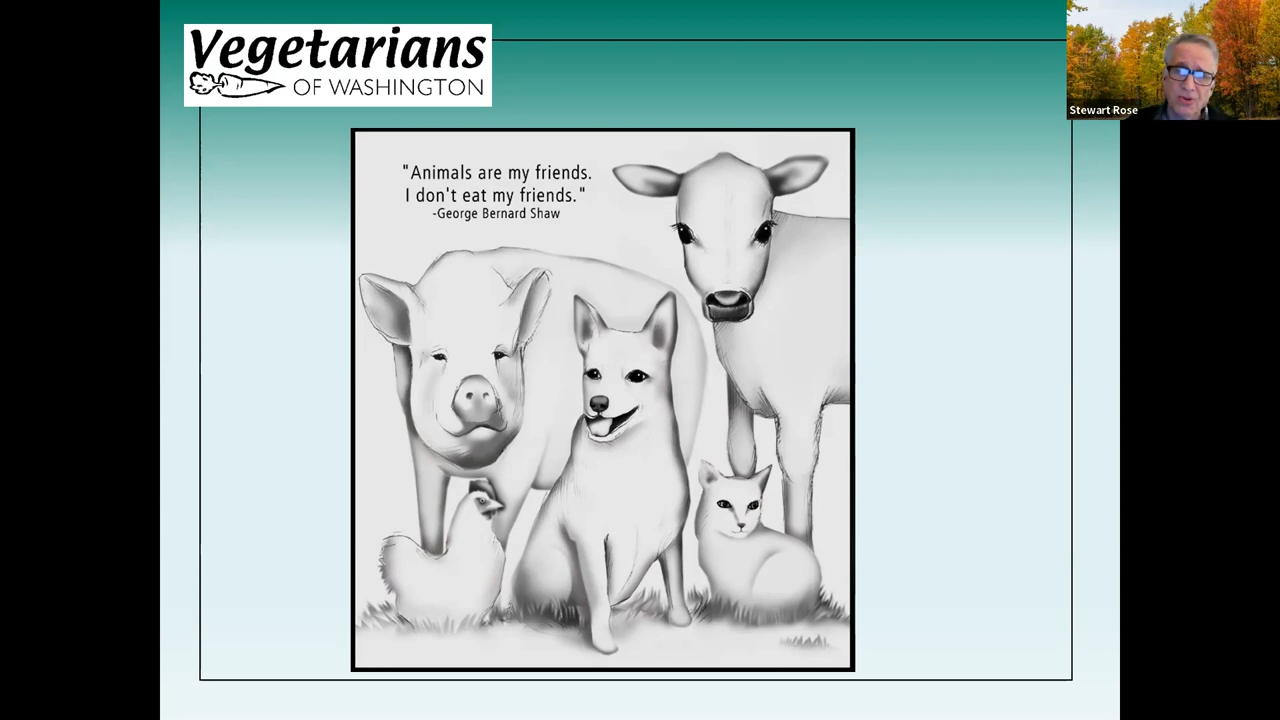 Vegetarians
OF WASHINGTON
Stewart Rose
"Animals are my friends.
I don't eat my friends."
-George Bernard Shaw